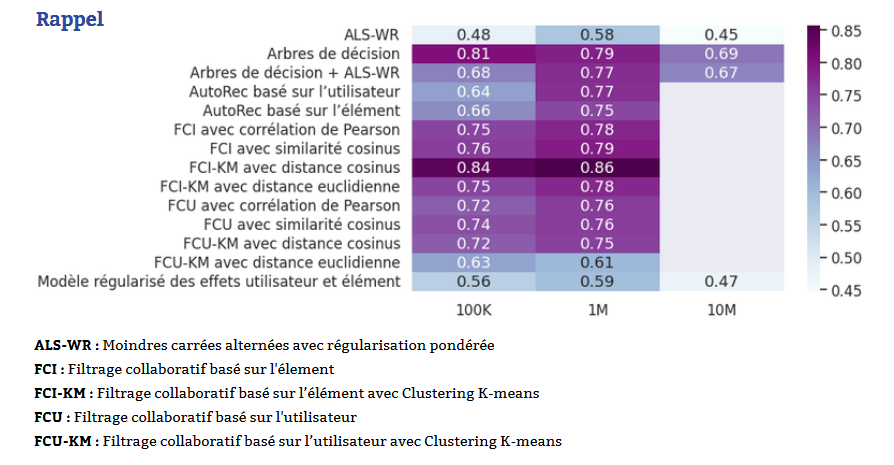 Rappel
ALS-WR 0.48 0.58 0.45
Arbres de décision 0.81 0.79 0.69
Arbres de décision + ALS-WR 0.68 0.77 0.67
AutoRec basé sur l’utilisateur 0.64 0.77
AutoRec basé sur l’élément 0.66 0.75
FCI avec corrélation de Pearson 0.75 0.78
FCI avec similarité cosinus 0.76 0.79
FCI-KM avec distance cosinus 0.84 0.86
FCI-KM avec distance euclidienne 0.75 0.78
FCU avec corrélation de Pearson 0.72 0.76
FCU avec similarité cosinus 0.74 0.76
FCU-KM avec distance cosinus 0.72 0.75
FCU-KM avec distance euclidienne 0.63 0.61
Modèle régularisé des effets utilisateur et élément 0.56 0.59 0.47
100K 1M 10M
0.85
0.80
0.75
0.70
0.65
0.60
0.55
0.50
0.45
ALS-WR : Moindres carrées alternées avec régularisation pondérée
FCI : Filtrage collaboratif basé sur l'élement
FCI-KM : Filtrage collaboratif basé sur l’élément avec Clustering K-means
FCU : Filtrage collaboratif basé sur l'utilisateur
FCU-KM : Filtrage collaboratif basé sur l’utilisateur avec Clustering K-means